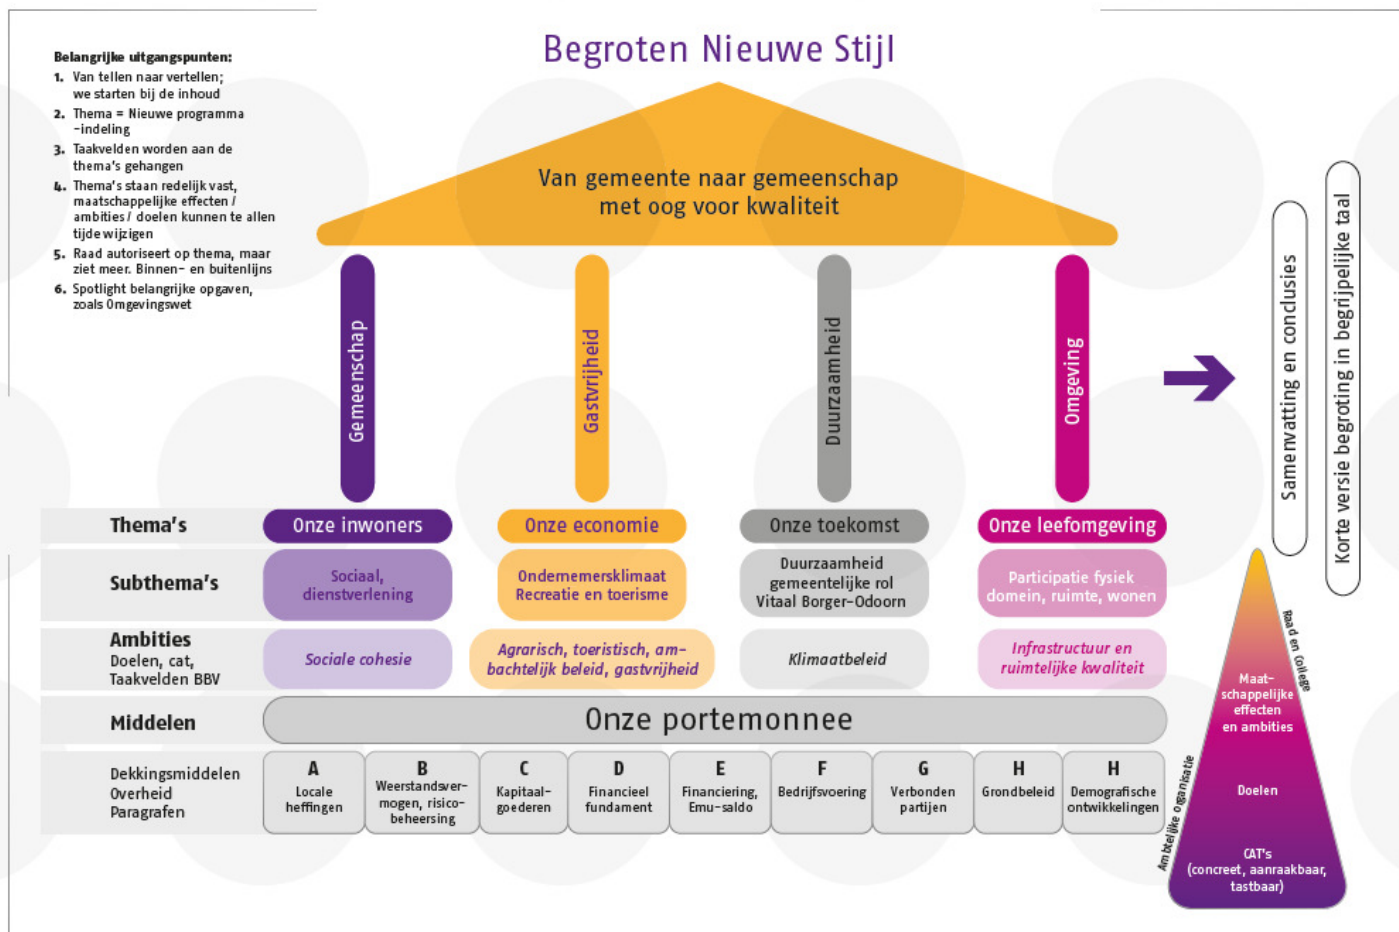 Begroten Nieuwe Stijl
Belangrijke uitgangspunten:
1. Van tellen naar vertellen;
we starten bij de inhoud
2. Thema = Nieuwe programma
-indeling
3. Taakvelden worden aan de
thema's gehangen
4. Thema's staan redelijk vast,
maatschappelijke effecten /
ambities / doelen kunnen te allen
tijde wijzigen
5. Raad autoriseert op thema, maar
ziet meer. Binnen- en buitenlijns
6. Spotlight belangrijke opgaven,
zoals Omgevingswet
Van gemeente naar gemeenschap
met oog voor kwaliteit
Gemeenschap
Gastvrijheid
Duurzaamheid
Omgeving
Samenvatting en conclusies
Korte versie begroting in begrijpelijke taal
Thema's
Onze inwoners
Onze economie
Onze toekomst
Onze leefomgeving
Subthema's
Sociaal,
dienstverlening
Ondernemersklimaat
Recreatie en toerisme
Duurzaamheid
gemeentelijke rol
Vitaal Borger-Odoorn
Participatie fysiek
domein, ruimte, wonen
Ambities
Doelen, cat,
Taakvelden BBV
Sociale cohesie
Agrarisch, toeristisch, am-
bachtelijk beleid, gastvrijheid
Klimaatbeleid
Infrastructuur en
ruimtelijke kwaliteit
Middelen
Onze portemonnee
Dekkingsmiddelen
Overheid
Paragrafen
A
Locale
heffingen
B
Weerstandsver-
mogen, risico-
beheersing
C
Kapitaal-
goederen
D
Financieel
fundament
E
Financiering,
Emu-saldo
F
Bedrijfsvoering
G
Verbonden
partijen
H
Grondbeleid
H
Demografische
ontwikkelingen
Raad en College
Ambtelijke organisatie
Maat-
schappelijke
effecten
en ambities
Doelen
CAT's
(concreet, aanraakbaar,
tastbaar)